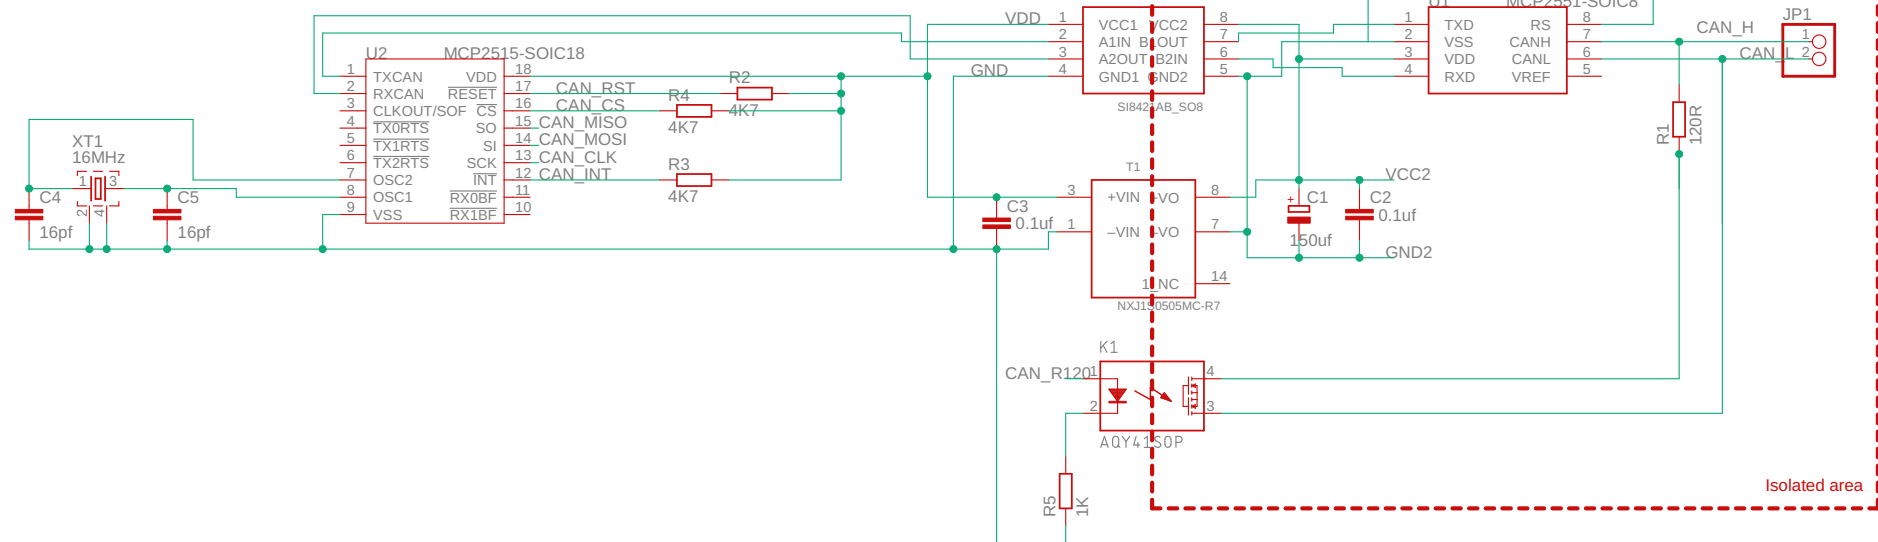 U2 MCP2515-SOIC18
1 TXCAN VDD 18
2 RXCAN RESET 17 CAN_RST
3 CLKOUT/SOF CS 16 CAN_CS
4 TX0RTS SO 15 CAN_MISO
5 TX1RTS SI 14 CAN_MOSI
6 TX2RTS SCK 13 CAN_CLK
7 OSC2 INT 12 CAN_INT
8 OSC1 RX0BF 11
9 VSS RX1BF 10
XT1
16MHz
1 3
2 4
C4
16pf
C5
16pf
R2
4K7
R4
4K7
R3
4K7
VDD 1 VCC1 VCC2 8
2 A1IN B1OUT 7
3 A2OUT B2IN 6
GND 4 GND1 GND2 5
SI8421AB_SO8
U1 MCP2551-SOIC8
1 TXD RS 8
2 VSS CANH 7
3 VDD CANL 6
4 RXD VREF 5
CAN_H
CAN_L
JP1
1
2
R1
120R
T1
3 +VIN +VO 8
1 –VIN -VO 7
1_NC 14
NXJ1S0505MC-R7
C3
0.1uf
VCC2
+
C1
150uf
C2
0.1uf
GND2
K1
CAN_R120 1 4
2 3
AQY41SOP
R5
1K
Isolated area